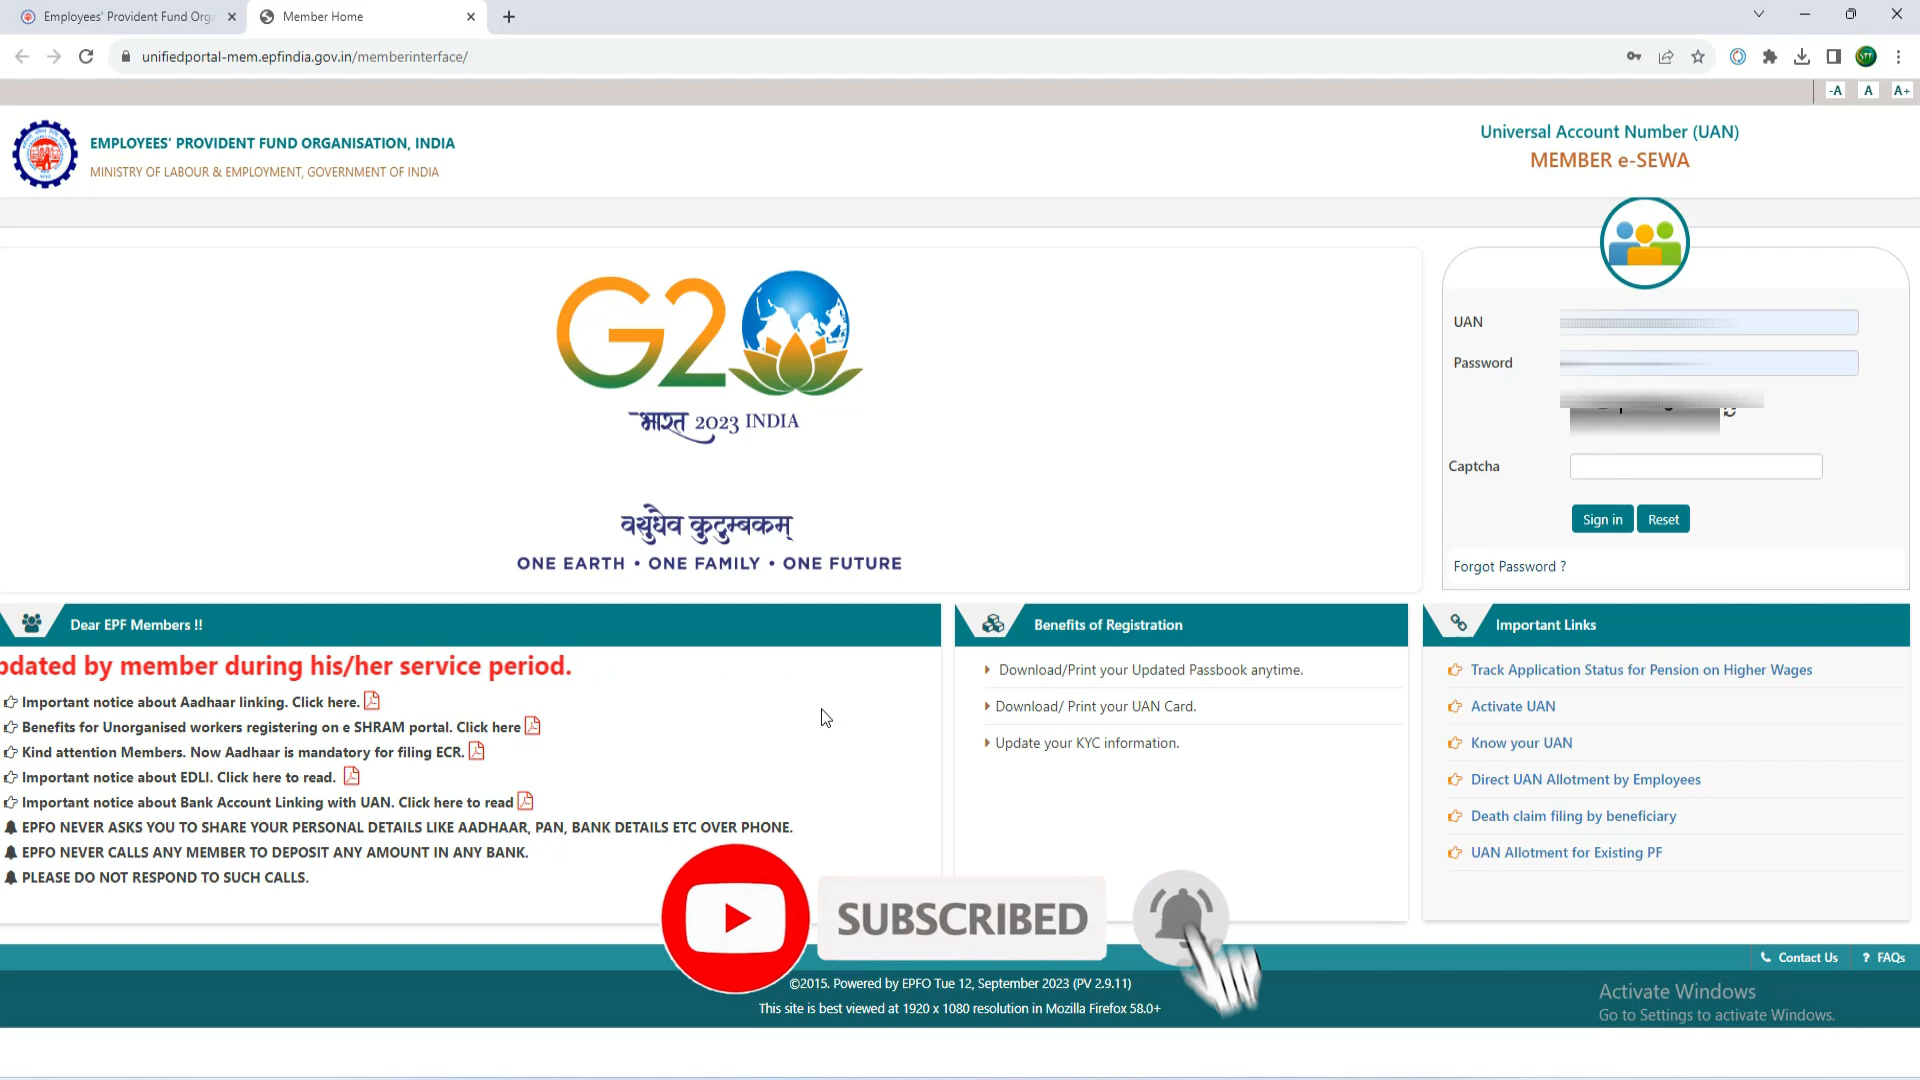 Employees' Provident Fund Orga
Member Home
unifiedportal-mem.epfindia.gov.in/memberinterface/
-A A A+
EMPLOYEES' PROVIDENT FUND ORGANISATION, INDIA
MINISTRY OF LABOUR & EMPLOYMENT, GOVERNMENT OF INDIA
Universal Account Number (UAN)
MEMBER e-SEWA
G20
भारत 2023 INDIA
वसुधैव कुटुम्बकम्
ONE EARTH • ONE FAMILY • ONE FUTURE
UAN
Password
Captcha
Sign in Reset
Forgot Password ?
Dear EPF Members !!
pdated by member during his/her service period.
Important notice about Aadhaar linking. Click here.
Benefits for Unorganised workers registering on e SHRAM portal. Click here
Kind attention Members. Now Aadhaar is mandatory for filing ECR.
Important notice about EDLI. Click here to read.
Important notice about Bank Account Linking with UAN. Click here to read
EPFO NEVER ASKS YOU TO SHARE YOUR PERSONAL DETAILS LIKE AADHAAR, PAN, BANK DETAILS ETC OVER PHONE.
EPFO NEVER CALLS ANY MEMBER TO DEPOSIT ANY AMOUNT IN ANY BANK.
PLEASE DO NOT RESPOND TO SUCH CALLS.
Benefits of Registration
Download/Print your Updated Passbook anytime.
Download/ Print your UAN Card.
Update your KYC information.
Important Links
Track Application Status for Pension on Higher Wages
Activate UAN
Know your UAN
Direct UAN Allotment by Employees
Death claim filing by beneficiary
UAN Allotment for Existing PF
SUBSCRIBED
Contact Us ? FAQs
©2015. Powered by EPFO Tue 12, September 2023 (PV 2.9.11)
This site is best viewed at 1920 x 1080 resolution in Mozilla Firefox 58.0+
Activate Windows
Go to Settings to activate Windows.